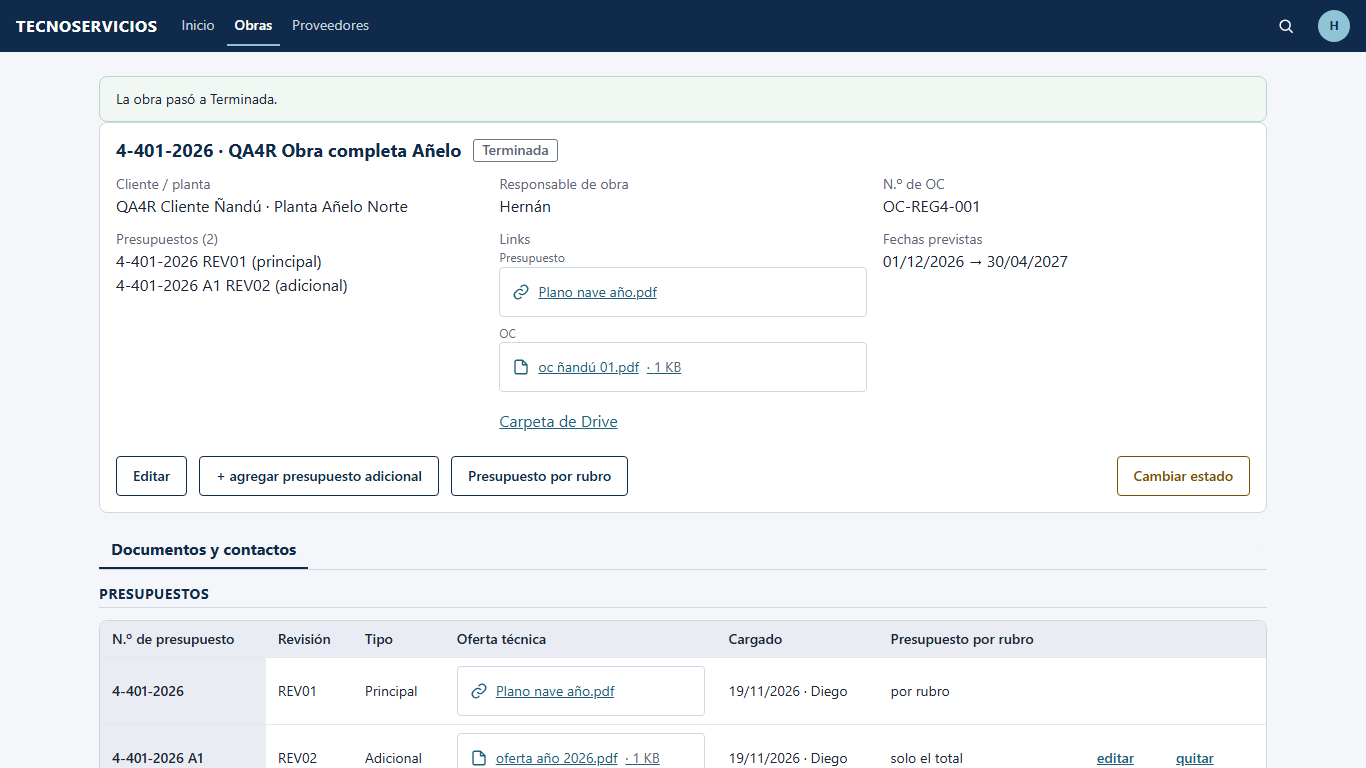 TECNOSERVICIOS Inicio Obras Proveedores H
La obra pasó a Terminada.
4-401-2026 · QA4R Obra completa Añelo Terminada
Cliente / planta
QA4R Cliente Ñandú · Planta Añelo Norte
Responsable de obra
Hernán
N.º de OC
OC-REG4-001
Presupuestos (2)
4-401-2026 REV01 (principal)
4-401-2026 A1 REV02 (adicional)
Links
Presupuesto
Plano nave año.pdf
OC
oc ñandú 01.pdf · 1 KB
Carpeta de Drive
Fechas previstas
01/12/2026 → 30/04/2027
Editar + agregar presupuesto adicional Presupuesto por rubro Cambiar estado
Documentos y contactos
PRESUPUESTOS
N.º de presupuesto Revisión Tipo Oferta técnica Cargado Presupuesto por rubro
4-401-2026 REV01 Principal Plano nave año.pdf 19/11/2026 · Diego por rubro
4-401-2026 A1 REV02 Adicional oferta año 2026.pdf · 1 KB 19/11/2026 · Diego solo el total editar quitar